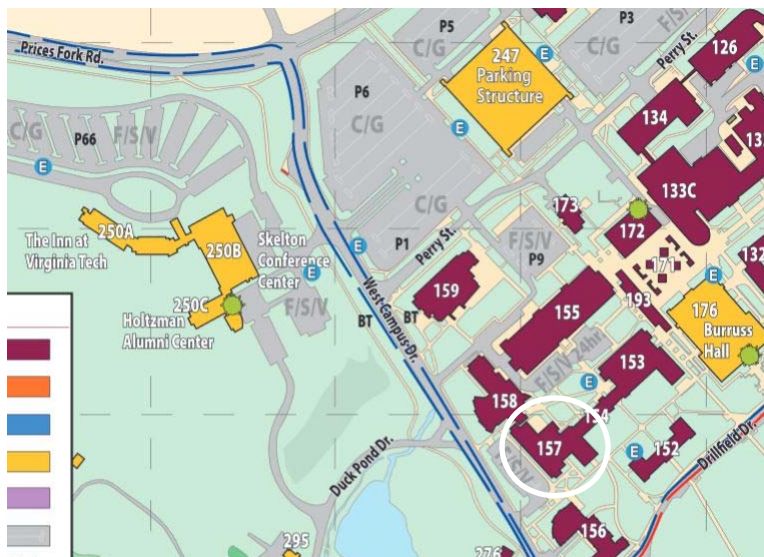 Prices Fork Rd.
P5
C/G
P3
F/S/V
C/G
247
Parking
Structure
E
Perry St.
126
E
P6
C/G
134
E
C/G
P66
F/S/V
E
133C
C/G
173
172
250A
The Inn at
Virginia Tech
250B
Skelton
Conference
Center
E
E
P1
Perry St.
F/S/V
P9
171
E
132
193
159
250C
Holtzman
Alumni Center
F/S/V
West Campus Dr.
BT
BT
155
176
Burruss
Hall
F/S/V 24hr
153
E
158
154
157
F/S/V
152
E
Drillfield Dr.
Duck Pond Dr.
156
295
276